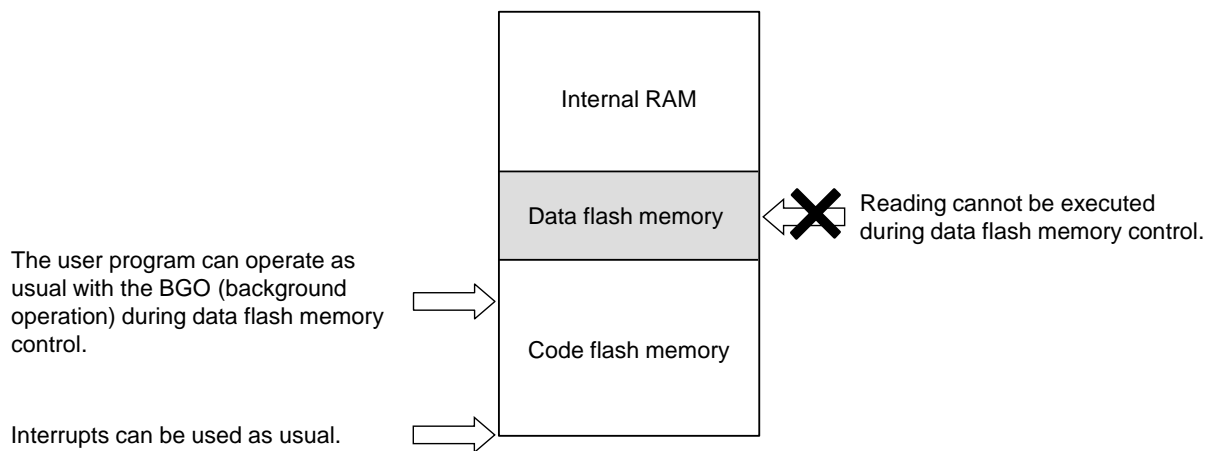 Internal RAM
Data flash memory
Reading cannot be executed
during data flash memory control.
The user program can operate as
usual with the BGO (background
operation) during data flash memory
control.
Code flash memory
Interrupts can be used as usual.